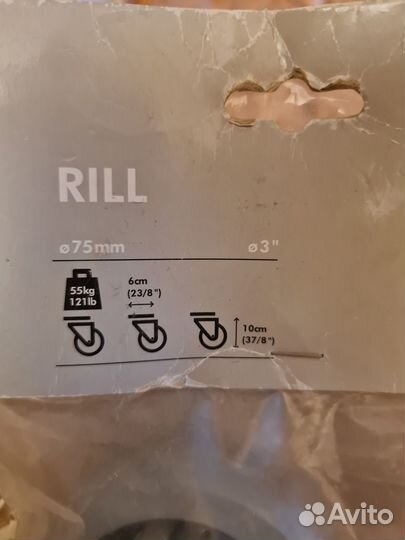 RILL
⌀75mm ⌀3"
55kg 6cm
121lb (23/8")
10cm
(37/8")
Avito